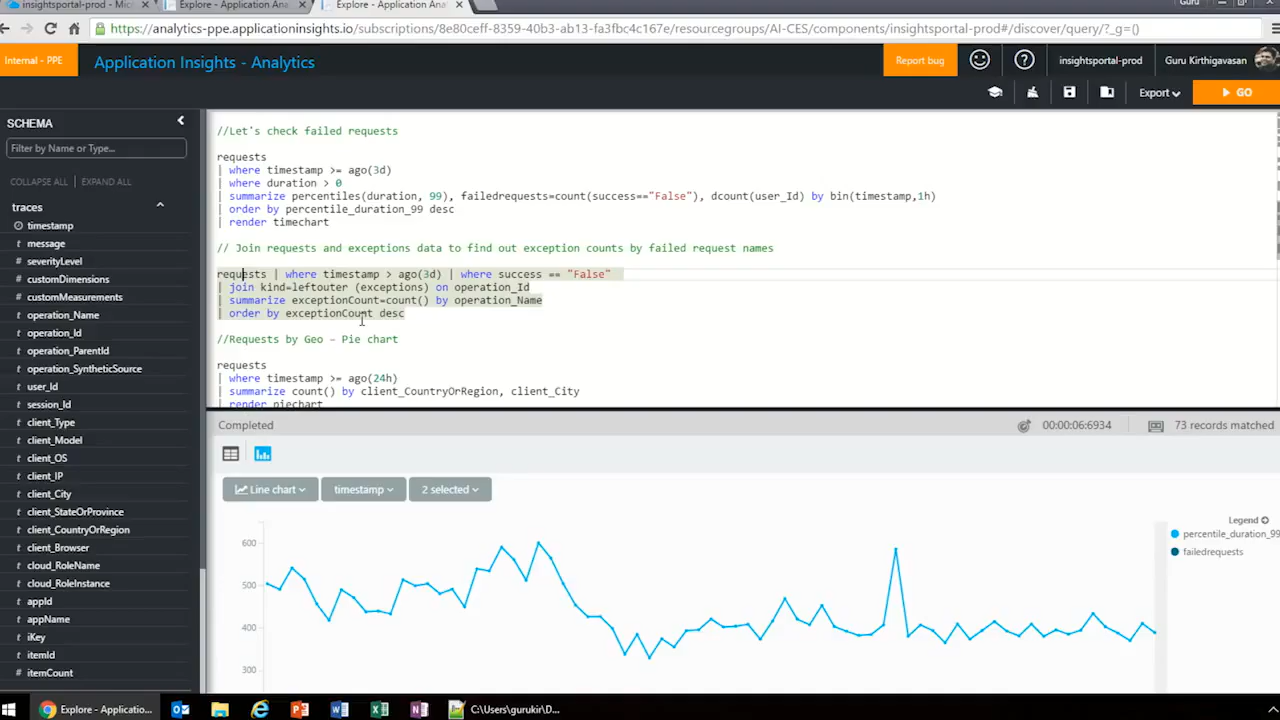 insightsportal-prod - Mic
Explore - Application Ana
Explore - Application Ana
Guru
https://analytics-ppe.applicationinsights.io/subscriptions/8e80ceff-8359-40b3-ab13-fa3fbc4c167e/resourcegroups/AI-CES/components/insightsportal-prod#/discover/query/?_g=()
Internal - PPE
Application Insights - Analytics
Report bug
insightsportal-prod
Guru Kirthigavasan
Export
GO
SCHEMA
Filter by Name or Type...
COLLAPSE ALL | EXPAND ALL
traces
timestamp
t message
# severityLevel
# customDimensions
# customMeasurements
t operation_Name
t operation_Id
t operation_ParentId
t operation_SyntheticSource
t user_Id
t session_Id
t client_Type
t client_Model
t client_OS
t client_IP
t client_City
t client_StateOrProvince
t client_CountryOrRegion
t client_Browser
t cloud_RoleName
t cloud_RoleInstance
t appId
t appName
t iKey
t itemId
# itemCount
//Let's check failed requests
requests
| where timestamp >= ago(3d)
| where duration > 0
| summarize percentiles(duration, 99), failedrequests=count(success=="False"), dcount(user_Id) by bin(timestamp,1h)
| order by percentile_duration_99 desc
| render timechart
// Join requests and exceptions data to find out exception counts by failed request names
requests | where timestamp > ago(3d) | where success == "False"
| join kind=leftouter (exceptions) on operation_Id
| summarize exceptionCount=count() by operation_Name
| order by exceptionCount desc
//Requests by Geo – Pie chart
requests
| where timestamp >= ago(24h)
| summarize count() by client_CountryOrRegion, client_City
| render piechart
Completed
00:00:06:6934
73 records matched
Line chart
timestamp
2 selected
Legend
percentile_duration_99
failedrequests
600
500
400
300
Explore - Applicatio...
C:\Users\gurukir\D...